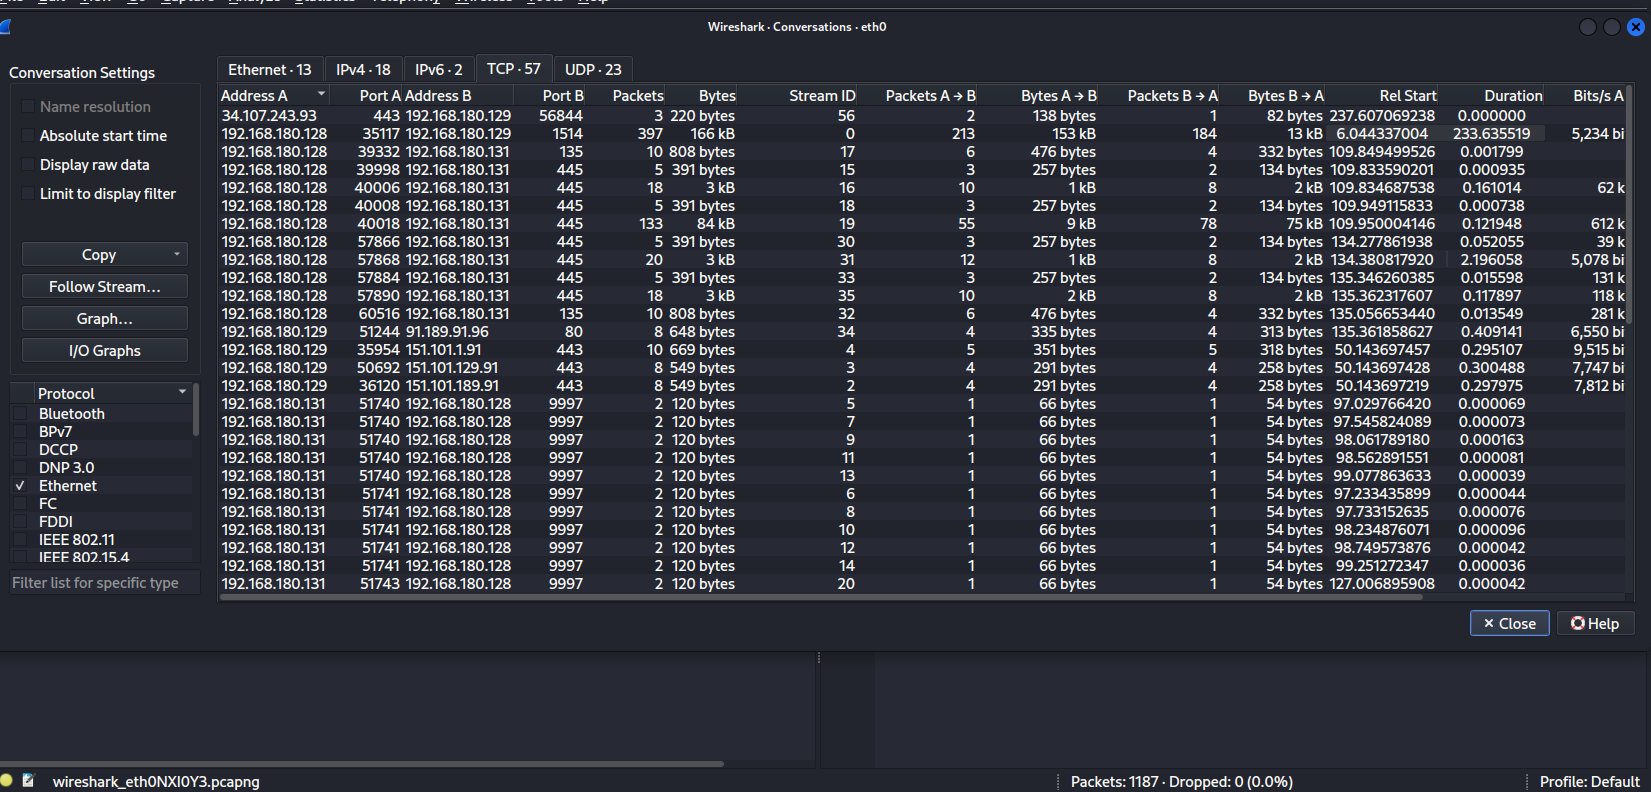 Wireshark · Conversations · eth0
Conversation Settings
Name resolution
Absolute start time
Display raw data
Limit to display filter
Copy
Follow Stream...
Graph...
I/O Graphs
Protocol
Bluetooth
BPv7
DCCP
DNP 3.0
Ethernet
FC
FDDI
IEEE 802.11
IEEE 802.15.4
Filter list for specific type
Ethernet · 13 IPv4 · 18 IPv6 · 2 TCP · 57 UDP · 23
Address A Port A Address B Port B Packets Bytes Stream ID Packets A → B Bytes A → B Packets B → A Bytes B → A Rel Start Duration Bits/s A
34.107.243.93 443 192.168.180.129 56844 3 220 bytes 56 2 138 bytes 1 82 bytes 237.607069238 0.000000
192.168.180.128 35117 192.168.180.129 1514 397 166 kB 0 213 153 kB 184 13 kB 6.044337004 233.635519 5,234 bi
192.168.180.128 39332 192.168.180.131 135 10 808 bytes 17 6 476 bytes 4 332 bytes 109.849499526 0.001799
192.168.180.128 39998 192.168.180.131 445 5 391 bytes 15 3 257 bytes 2 134 bytes 109.833590201 0.000935
192.168.180.128 40006 192.168.180.131 445 18 3 kB 16 10 1 kB 8 2 kB 109.834687538 0.161014 62 k
192.168.180.128 40008 192.168.180.131 445 5 391 bytes 18 3 257 bytes 2 134 bytes 109.949115833 0.000738
192.168.180.128 40018 192.168.180.131 445 133 84 kB 19 55 9 kB 78 75 kB 109.950004146 0.121948 612 k
192.168.180.128 57866 192.168.180.131 445 5 391 bytes 30 3 257 bytes 2 134 bytes 134.277861938 0.052055 39 k
192.168.180.128 57868 192.168.180.131 445 20 3 kB 31 12 1 kB 8 2 kB 134.380817920 2.196058 5,078 bi
192.168.180.128 57884 192.168.180.131 445 5 391 bytes 33 3 257 bytes 2 134 bytes 135.346260385 0.015598 131 k
192.168.180.128 57890 192.168.180.131 445 18 3 kB 35 10 2 kB 8 2 kB 135.362317607 0.117897 118 k
192.168.180.128 60516 192.168.180.131 135 10 808 bytes 32 6 476 bytes 4 332 bytes 135.056653440 0.013549 281 k
192.168.180.129 51244 91.189.91.96 80 8 648 bytes 34 4 335 bytes 4 313 bytes 135.361858627 0.409141 6,550 bi
192.168.180.129 35954 151.101.1.91 443 10 669 bytes 4 5 351 bytes 5 318 bytes 50.143697457 0.295107 9,515 bi
192.168.180.129 50692 151.101.129.91 443 8 549 bytes 3 4 291 bytes 4 258 bytes 50.143697428 0.300488 7,747 bi
192.168.180.129 36120 151.101.189.91 443 8 549 bytes 2 4 291 bytes 4 258 bytes 50.143697219 0.297975 7,812 bi
192.168.180.131 51740 192.168.180.128 9997 2 120 bytes 5 1 66 bytes 1 54 bytes 97.029766420 0.000069
192.168.180.131 51740 192.168.180.128 9997 2 120 bytes 7 1 66 bytes 1 54 bytes 97.545824089 0.000073
192.168.180.131 51740 192.168.180.128 9997 2 120 bytes 9 1 66 bytes 1 54 bytes 98.061789180 0.000163
192.168.180.131 51740 192.168.180.128 9997 2 120 bytes 11 1 66 bytes 1 54 bytes 98.562891551 0.000081
192.168.180.131 51740 192.168.180.128 9997 2 120 bytes 13 1 66 bytes 1 54 bytes 99.077863633 0.000039
192.168.180.131 51741 192.168.180.128 9997 2 120 bytes 6 1 66 bytes 1 54 bytes 97.233435899 0.000044
192.168.180.131 51741 192.168.180.128 9997 2 120 bytes 8 1 66 bytes 1 54 bytes 97.733152635 0.000076
192.168.180.131 51741 192.168.180.128 9997 2 120 bytes 10 1 66 bytes 1 54 bytes 98.234876071 0.000096
192.168.180.131 51741 192.168.180.128 9997 2 120 bytes 12 1 66 bytes 1 54 bytes 98.749573876 0.000042
192.168.180.131 51741 192.168.180.128 9997 2 120 bytes 14 1 66 bytes 1 54 bytes 99.251272347 0.000036
192.168.180.131 51743 192.168.180.128 9997 2 120 bytes 20 1 66 bytes 1 54 bytes 127.006895908 0.000042
Close Help
wireshark_eth0NXI0Y3.pcapng
Packets: 1187 · Dropped: 0 (0.0%)
Profile: Default